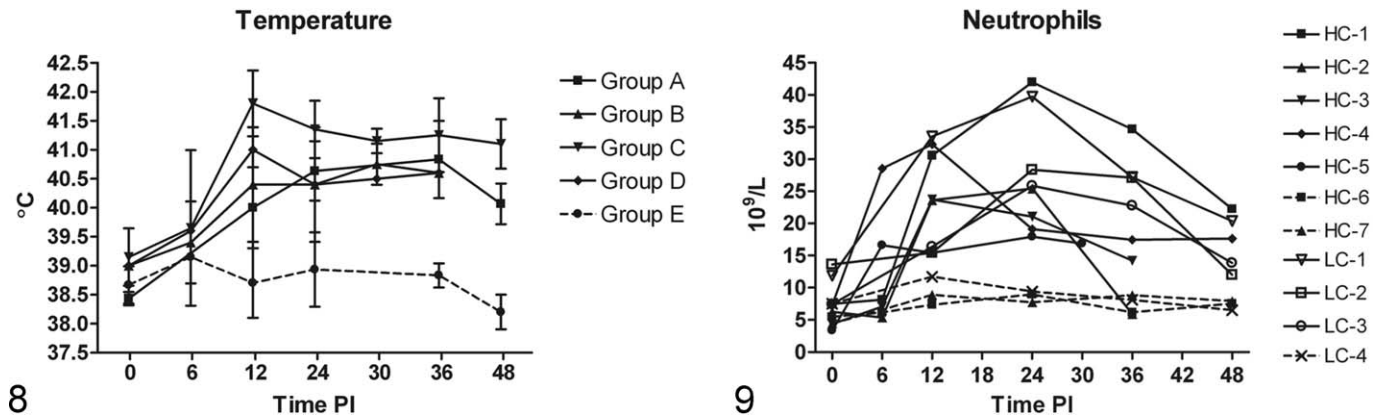 Temperature
°C
42.5
42.0
41.5
41.0
40.5
40.0
39.5
39.0
38.5
38.0
37.5
0 6 12 24 30 36 48
Time PI
Group A
Group B
Group C
Group D
Group E
8
Neutrophils
10⁹/L
45
40
35
30
25
20
15
10
5
0
0 6 12 18 24 30 36 42 48
Time PI
HC-1
HC-2
HC-3
HC-4
HC-5
HC-6
HC-7
LC-1
LC-2
LC-3
LC-4
9